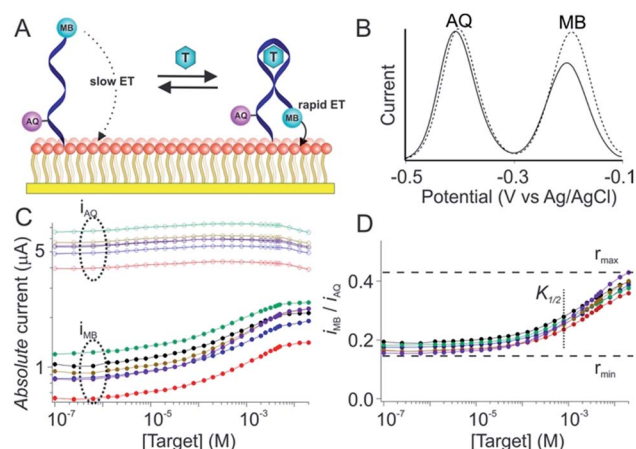 A
MB
slow ET
AQ
T
T
rapid ET
AQ
MB
B
AQ
MB
Current
-0.5
-0.3
-0.1
Potential (V vs Ag/AgCl)
C
i_AQ
5
i_MB
1
Absolute current (µA)
10⁻⁷
10⁻⁵
10⁻³
[Target] (M)
D
r_max
0.4
K_1/2
0.2
r_min
0.0
i_MB / i_AQ
10⁻⁷
10⁻⁵
10⁻³
[Target] (M)